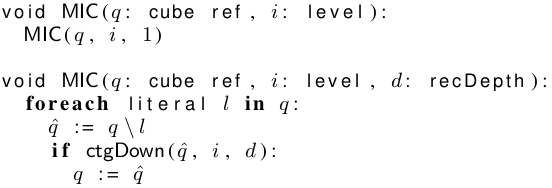 void MIC(q: cube ref, i: level):
MIC(q, i, 1)
void MIC(q: cube ref, i: level, d: recDepth):
foreach literal l in q:
q̂ := q \ l
if ctgDown(q̂, i, d):
q := q̂